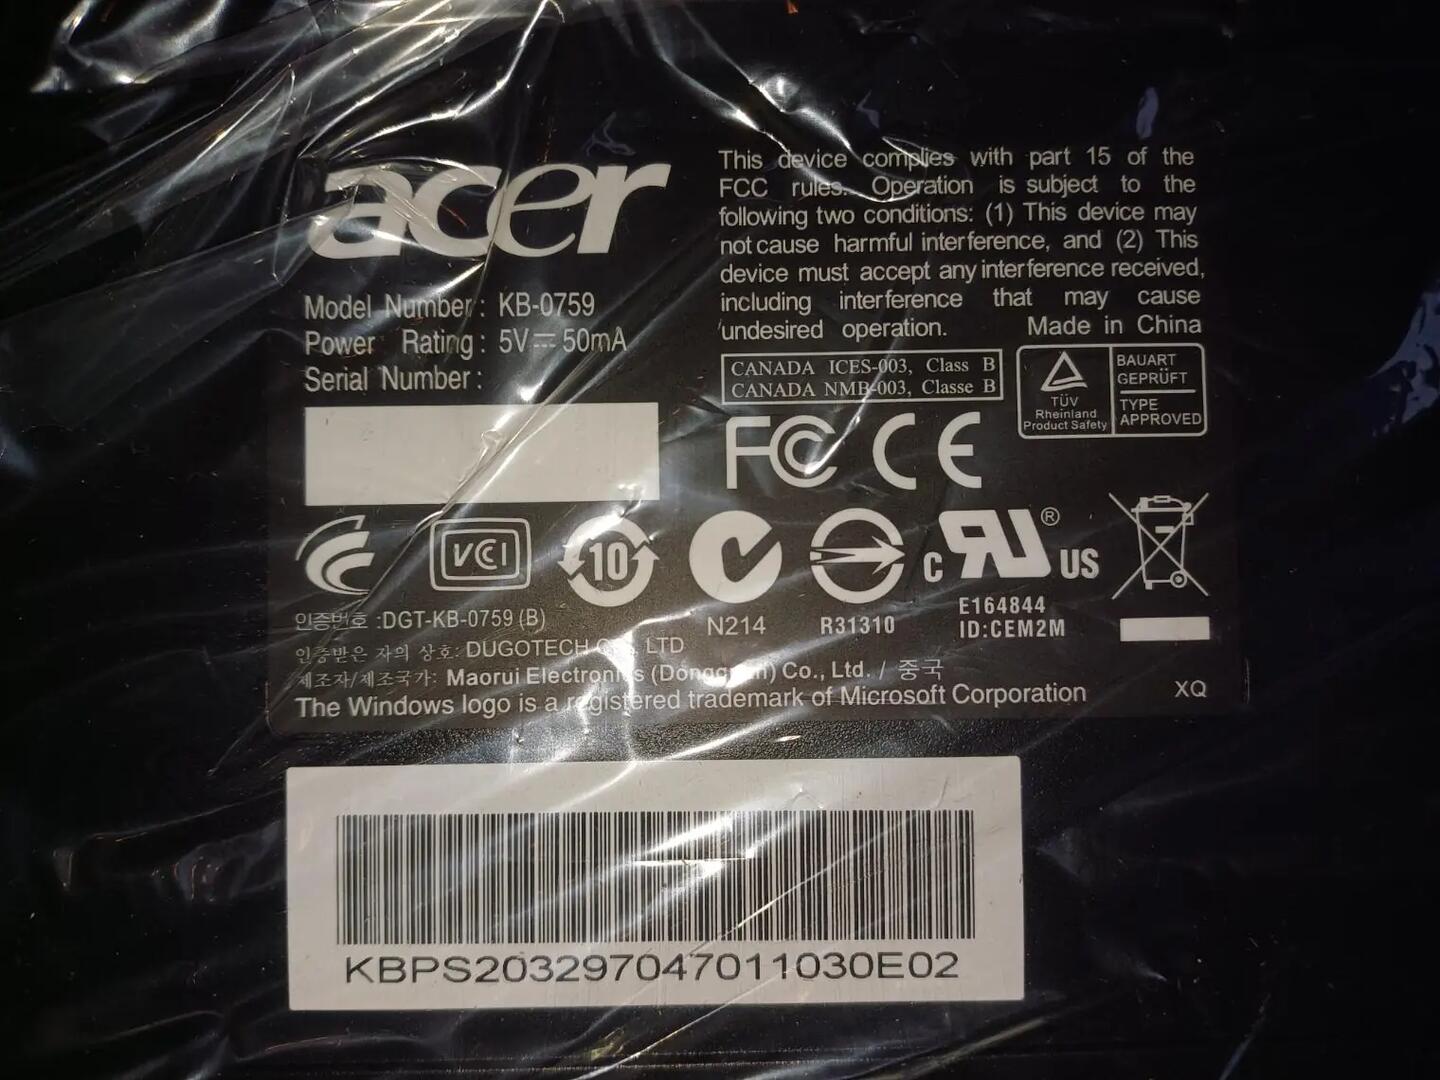 acer
Model Number: KB-0759
Power Rating: 5V⎓50mA
Serial Number:
This device complies with part 15 of the
FCC rules. Operation is subject to the
following two conditions: (1) This device may
not cause harmful interference, and (2) This
device must accept any interference received,
including interference that may cause
undesired operation. Made in China
CANADA ICES-003, Class B
CANADA NMB-003, Classe B
TÜV
Rheinland
Product Safety
BAUART
GEPRÜFT
TYPE
APPROVED
FC CE
VCCI
10
N214
R31310
c RU ® US
E164844
ID:CEM2M
인증번호 :DGT-KB-0759 (B)
인증받은 자의 상호: DUGOTECH LTD
제조자/제조국가: Maorui Electronics (Dongguan) Co., Ltd. / 중국
The Windows logo is a registered trademark of Microsoft Corporation
XQ
KBPS203297047011030E02